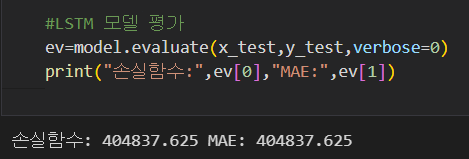 #LSTM 모델 평가
ev=model.evaluate(x_test,y_test,verbose=0)
print("손실함수:",ev[0],"MAE:",ev[1])
손실함수: 404837.625 MAE: 404837.625